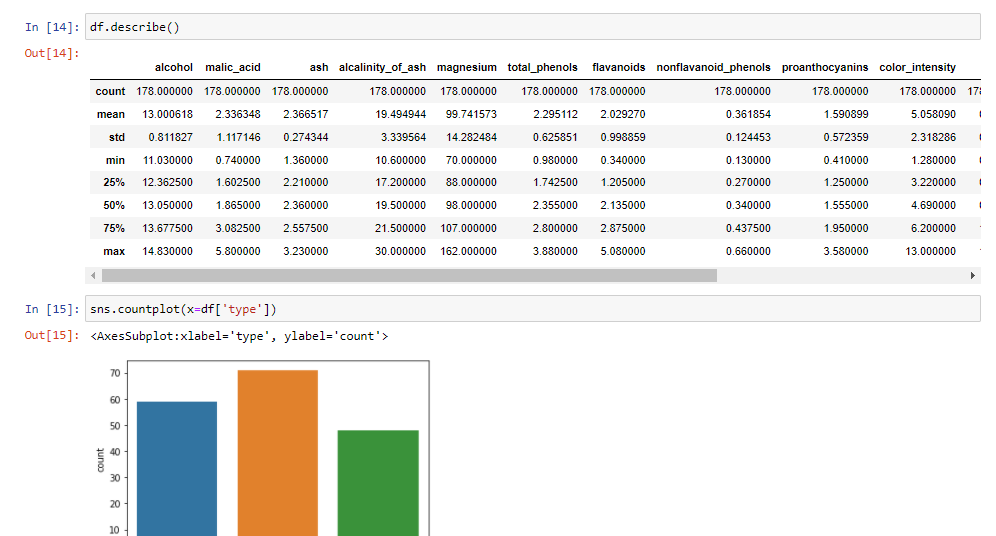 In [14]: df.describe()
Out[14]:
alcohol malic_acid ash alcalinity_of_ash magnesium total_phenols flavanoids nonflavanoid_phenols proanthocyanins color_intensity
count 178.000000 178.000000 178.000000 178.000000 178.000000 178.000000 178.000000 178.000000 178.000000 178.000000
mean 13.000618 2.336348 2.366517 19.494944 99.741573 2.295112 2.029270 0.361854 1.590899 5.058090
std 0.811827 1.117146 0.274344 3.339564 14.282484 0.625851 0.998859 0.124453 0.572359 2.318286
min 11.030000 0.740000 1.360000 10.600000 70.000000 0.980000 0.340000 0.130000 0.410000 1.280000
25% 12.362500 1.602500 2.210000 17.200000 88.000000 1.742500 1.205000 0.270000 1.250000 3.220000
50% 13.050000 1.865000 2.360000 19.500000 98.000000 2.355000 2.135000 0.340000 1.555000 4.690000
75% 13.677500 3.082500 2.557500 21.500000 107.000000 2.800000 2.875000 0.437500 1.950000 6.200000
max 14.830000 5.800000 3.230000 30.000000 162.000000 3.880000 5.080000 0.660000 3.580000 13.000000
In [15]: sns.countplot(x=df['type'])
Out[15]: <AxesSubplot:xlabel='type', ylabel='count'>
70
60
50
40
count
30
20
10